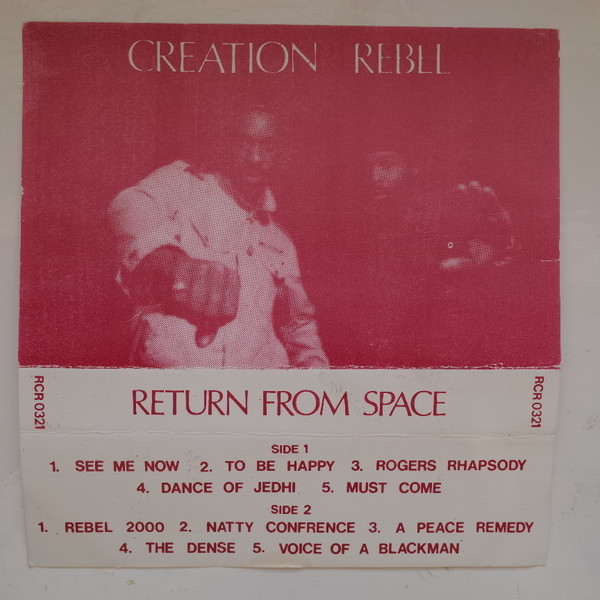 CREATION REBEL
RCR 0321
RETURN FROM SPACE
RCR 0321
SIDE 1
1. SEE ME NOW 2. TO BE HAPPY 3. ROGERS RHAPSODY
4. DANCE OF JEDHI 5. MUST COME
SIDE 2
1. REBEL 2000 2. NATTY CONFRENCE 3. A PEACE REMEDY
4. THE DENSE 5. VOICE OF A BLACKMAN